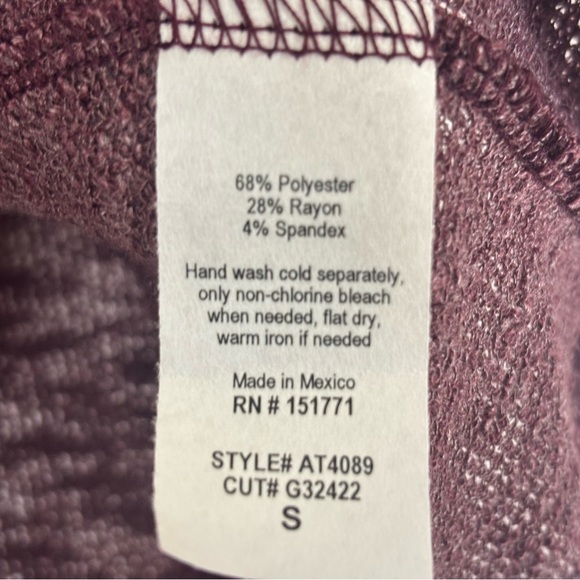 68% Polyester
28% Rayon
4% Spandex
Hand wash cold separately,
only non-chlorine bleach
when needed, flat dry,
warm iron if needed
Made in Mexico
RN # 151771
STYLE# AT4089
CUT# G32422
S